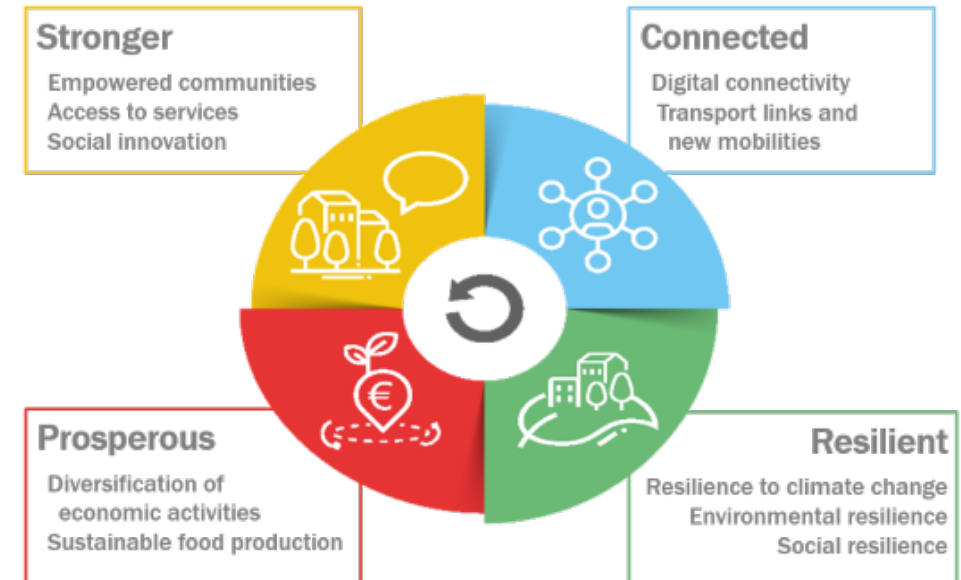 Stronger
Empowered communities
Access to services
Social innovation
Connected
Digital connectivity
Transport links and
new mobilities
€
Prosperous
Diversification of
economic activities
Sustainable food production
Resilient
Resilience to climate change
Environmental resilience
Social resilience